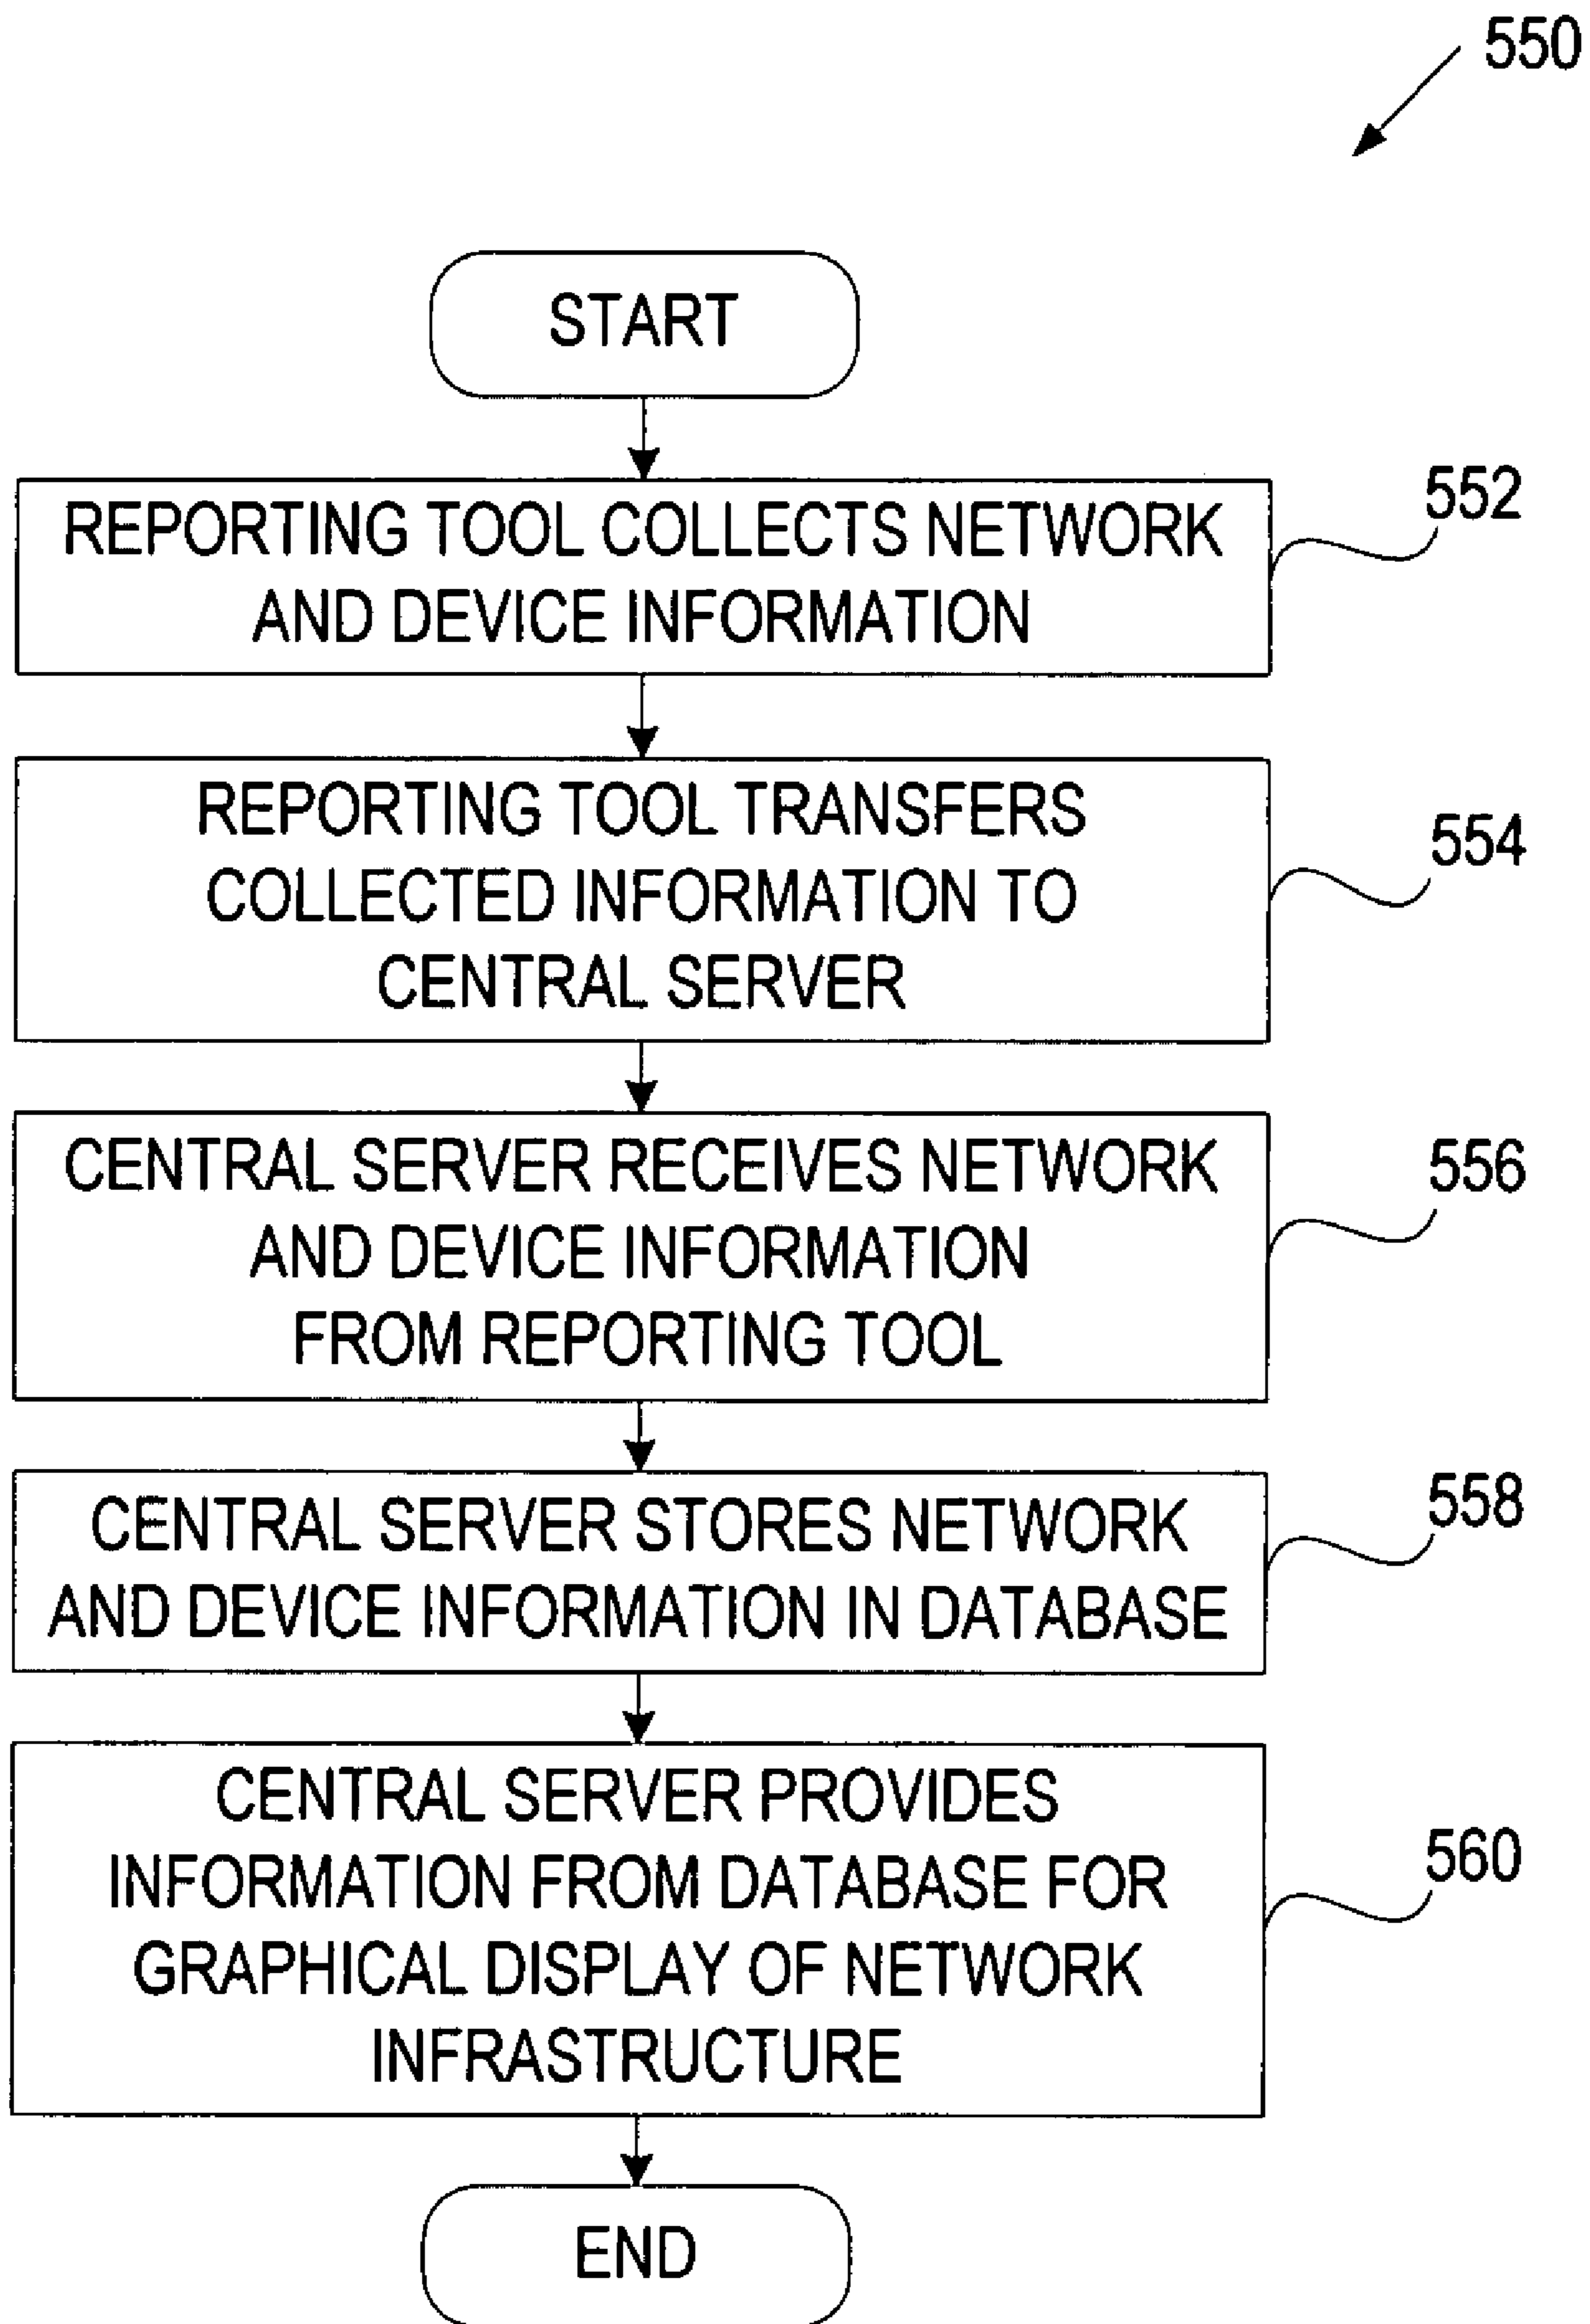 550
START
REPORTING TOOL COLLECTS NETWORK
AND DEVICE INFORMATION
552
REPORTING TOOL TRANSFERS
COLLECTED INFORMATION TO
CENTRAL SERVER
554
CENTRAL SERVER RECEIVES NETWORK
AND DEVICE INFORMATION
FROM REPORTING TOOL
556
CENTRAL SERVER STORES NETWORK
AND DEVICE INFORMATION IN DATABASE
558
CENTRAL SERVER PROVIDES
INFORMATION FROM DATABASE FOR
GRAPHICAL DISPLAY OF NETWORK
INFRASTRUCTURE
560
END